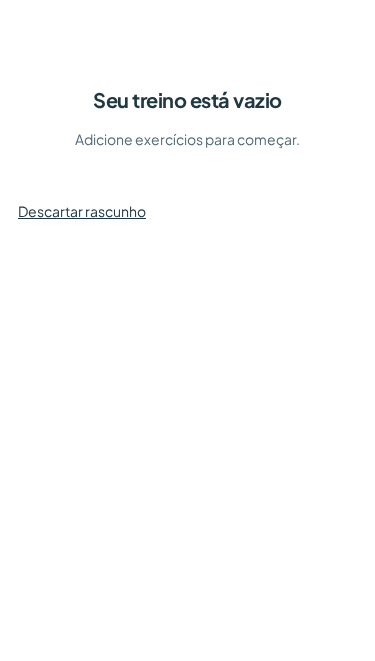 Seu treino está vazio
Adicione exercícios para começar.
Descartar rascunho